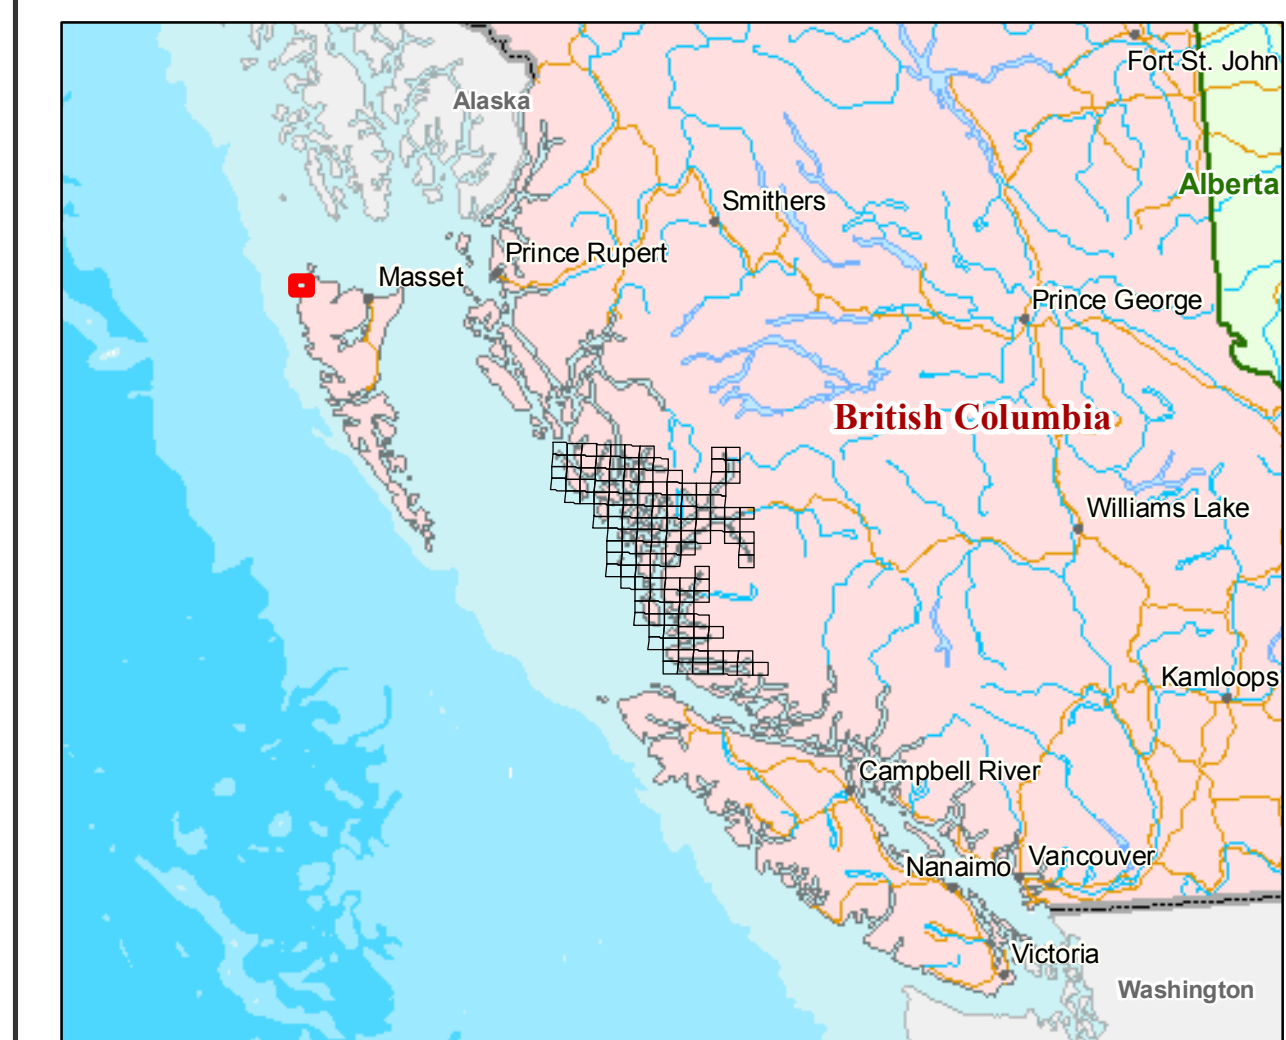 Fort St. John
Alaska
Alberta
Smithers
Prince Rupert
Masset
Prince George
British Columbia
Williams Lake
Kamloops
Campbell River
Vancouver
Nanaimo
Victoria
Washington